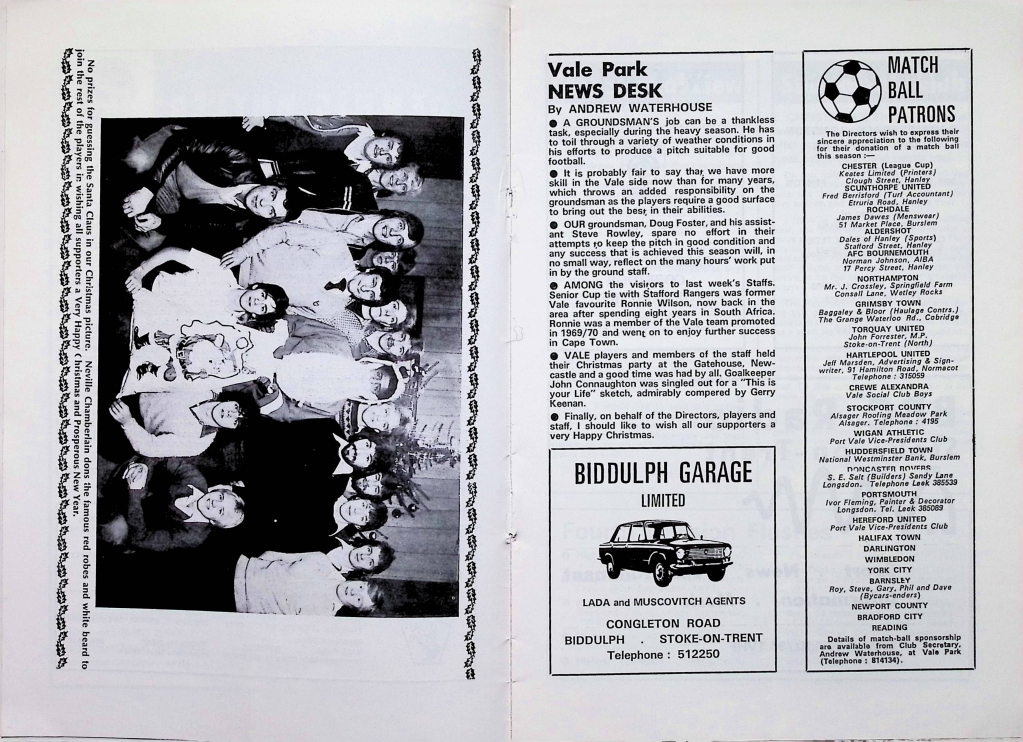 No prizes for guessing the Santa Claus in our Christmas picture. Neville Chamberlain dons the famous red robes and white beard to
join the rest of the players in wishing all supporters a Very Happy Christmas and Prosperous New Year.
Vale Park
NEWS DESK
By ANDREW WATERHOUSE
● A GROUNDSMAN'S job can be a thankless
task, especially during the heavy season. He has
to toil through a variety of weather conditions in
his efforts to produce a pitch suitable for good
football.
● It is probably fair to say that we have more
skill in the Vale side now than for many years,
which throws an added responsibility on the
groundsman as the players require a good surface
to bring out the best in their abilities.
● OUR groundsman, Doug Foster, and his assist-
ant Steve Rowley, spare no effort in their
attempts to keep the pitch in good condition and
any success that is achieved this season will, in
no small way, reflect on the many hours' work put
in by the ground staff.
● AMONG the visitors to last week's Staffs.
Senior Cup tie with Stafford Rangers was former
Vale favourite Ronnie Wilson, now back in the
area after spending eight years in South Africa.
Ronnie was a member of the Vale team promoted
in 1969/70 and went on to enjoy further success
in Cape Town.
● VALE players and members of the staff held
their Christmas party at the Gatehouse, New-
castle and a good time was had by all. Goalkeeper
John Connaughton was singled out for a "This is
your Life" sketch, admirably compered by Gerry
Keenan.
● Finally, on behalf of the Directors, players and
staff, I should like to wish all our supporters a
very Happy Christmas.
BIDDULPH GARAGE
LIMITED
LADA and MUSCOVITCH AGENTS
CONGLETON ROAD
BIDDULPH . STOKE-ON-TRENT
Telephone : 512250
MATCH
BALL
PATRONS
The Directors wish to express their
sincere appreciation to the following
for their donation of a match ball
this season :—
CHESTER (League Cup)
Keates Limited (Printers)
Clough Street, Hanley
SCUNTHORPE UNITED
Fred Berrisford (Turf Accountant)
Etruria Road, Hanley
ROCHDALE
James Dawes (Menswear)
51 Market Place, Burslem
ALDERSHOT
Dales of Hanley (Sports)
Stafford Street, Hanley
AFC BOURNEMOUTH
Norman Johnson, AIBA
17 Percy Street, Hanley
NORTHAMPTON
Mr. J. Crossley, Springfield Farm
Consall Lane, Wetley Rocks
GRIMSBY TOWN
Baggaley & Bloor (Haulage Contrs.)
The Grange Waterloo Rd., Cobridge
TORQUAY UNITED
John Forrester, M.P.
Stoke-on-Trent (North)
HARTLEPOOL UNITED
Jeff Marsden, Advertising & Sign-
writer, 91 Hamilton Road, Normacot
Telephone : 315059
CREWE ALEXANDRA
Vale Social Club Boys
STOCKPORT COUNTY
Alsager Roofing Meadow Park
Alsager. Telephone : 4195
WIGAN ATHLETIC
Port Vale Vice-Presidents Club
HUDDERSFIELD TOWN
National Westminster Bank, Burslem
DONCASTER ROVERS
S. E. Salt (Builders) Sandy Lane
Longsdon. Telephone Leek 385539
PORTSMOUTH
Ivor Fleming, Painter & Decorator
Longsdon. Tel. Leek 385089
HEREFORD UNITED
Port Vale Vice-Presidents Club
HALIFAX TOWN
DARLINGTON
WIMBLEDON
YORK CITY
BARNSLEY
Roy, Steve, Gary, Phil and Dave
(Bycars-enders)
NEWPORT COUNTY
BRADFORD CITY
READING
Details of match-ball sponsorship
are available from Club Secretary,
Andrew Waterhouse, at Vale Park
(Telephone : 814134).